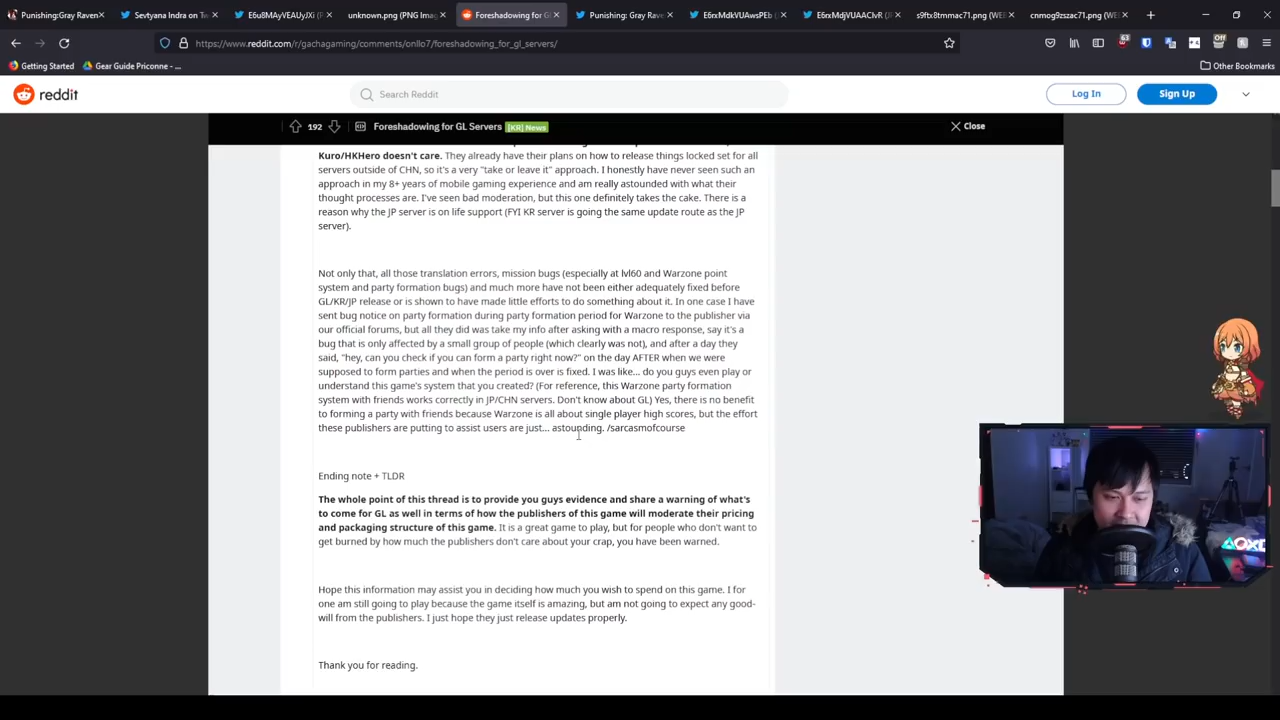 Punishing:Gray Raven
Sevtyana Indra on Tw
E6u8MAyVEAUyJXi (
unknown.png (PNG Imag
Foreshadowing for G
Punishing: Gray Rave
E6rxMdkVUAwsPEb (
E6rxMdjVUAAClvR (J
s9ftx8tmmac71.png (WEB
cnmog9zszac71.png (WEB
https://www.reddit.com/r/gachagaming/comments/onllo7/foreshadowing_for_gl_servers/
63
Off
Getting Started
Gear Guide Priconne - ...
Other Bookmarks
reddit
Search Reddit
Log In
Sign Up
192
Foreshadowing for GL Servers
[KR] News
Close
Kuro/HKHero doesn't care. They already have their plans on how to release things locked set for all
servers outside of CHN, so it's a very "take or leave it" approach. I honestly have never seen such an
approach in my 8+ years of mobile gaming experience and am really astounded with what their
thought processes are. I've seen bad moderation, but this one definitely takes the cake. There is a
reason why the JP server is on life support (FYI KR server is going the same update route as the JP
server).
Not only that, all those translation errors, mission bugs (especially at lvl60 and Warzone point
system and party formation bugs) and much more have not been either adequately fixed before
GL/KR/JP release or is shown to have made little efforts to do something about it. In one case I have
sent bug notice on party formation during party formation period for Warzone to the publisher via
our official forums, but all they did was take my info after asking with a macro response, say it's a
bug that is only affected by a small group of people (which clearly was not), and after a day they
said, "hey, can you check if you can form a party right now?" on the day AFTER when we were
supposed to form parties and when the period is over is fixed. I was like... do you guys even play or
understand this game's system that you created? (For reference, this Warzone party formation
system with friends works correctly in JP/CHN servers. Don't know about GL) Yes, there is no benefit
to forming a party with friends because Warzone is all about single player high scores, but the effort
these publishers are putting to assist users are just... astounding. /sarcasmofcourse
Ending note + TLDR
The whole point of this thread is to provide you guys evidence and share a warning of what's
to come for GL as well in terms of how the publishers of this game will moderate their pricing
and packaging structure of this game. It is a great game to play, but for people who don't want to
get burned by how much the publishers don't care about your crap, you have been warned.
Hope this information may assist you in deciding how much you wish to spend on this game. I for
one am still going to play because the game itself is amazing, but am not going to expect any good-
will from the publishers. I just hope they just release updates properly.
Thank you for reading.